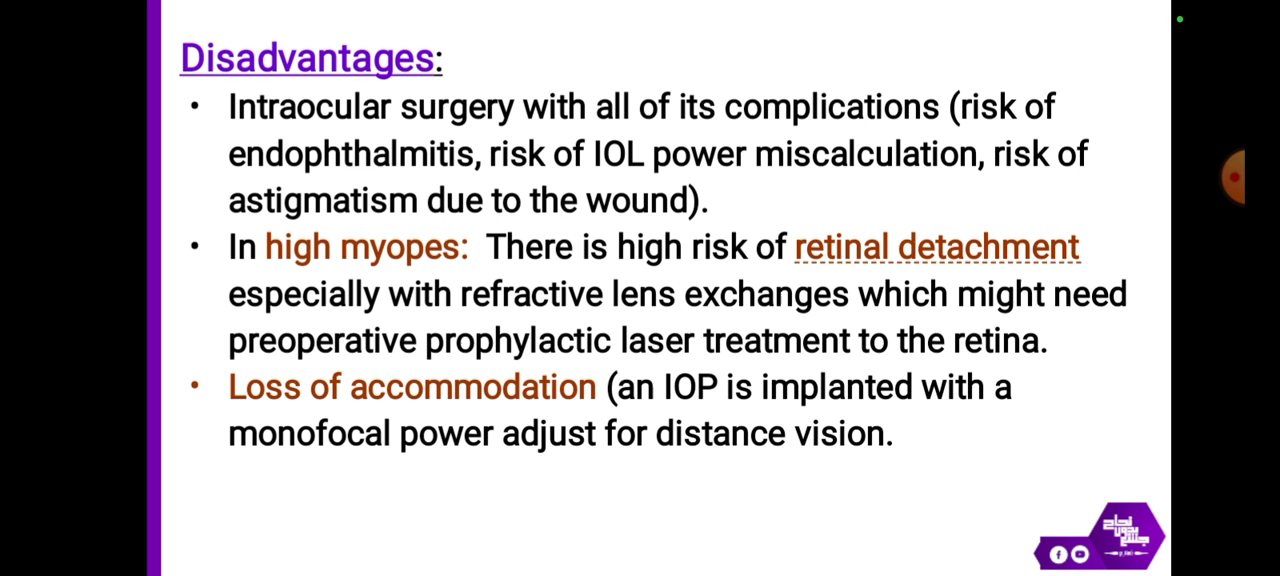 Disadvantages:
• Intraocular surgery with all of its complications (risk of
endophthalmitis, risk of IOL power miscalculation, risk of
astigmatism due to the wound).
• In high myopes: There is high risk of retinal detachment
especially with refractive lens exchanges which might need
preoperative prophylactic laser treatment to the retina.
• Loss of accommodation (an IOP is implanted with a
monofocal power adjust for distance vision.
نجاح
بدون